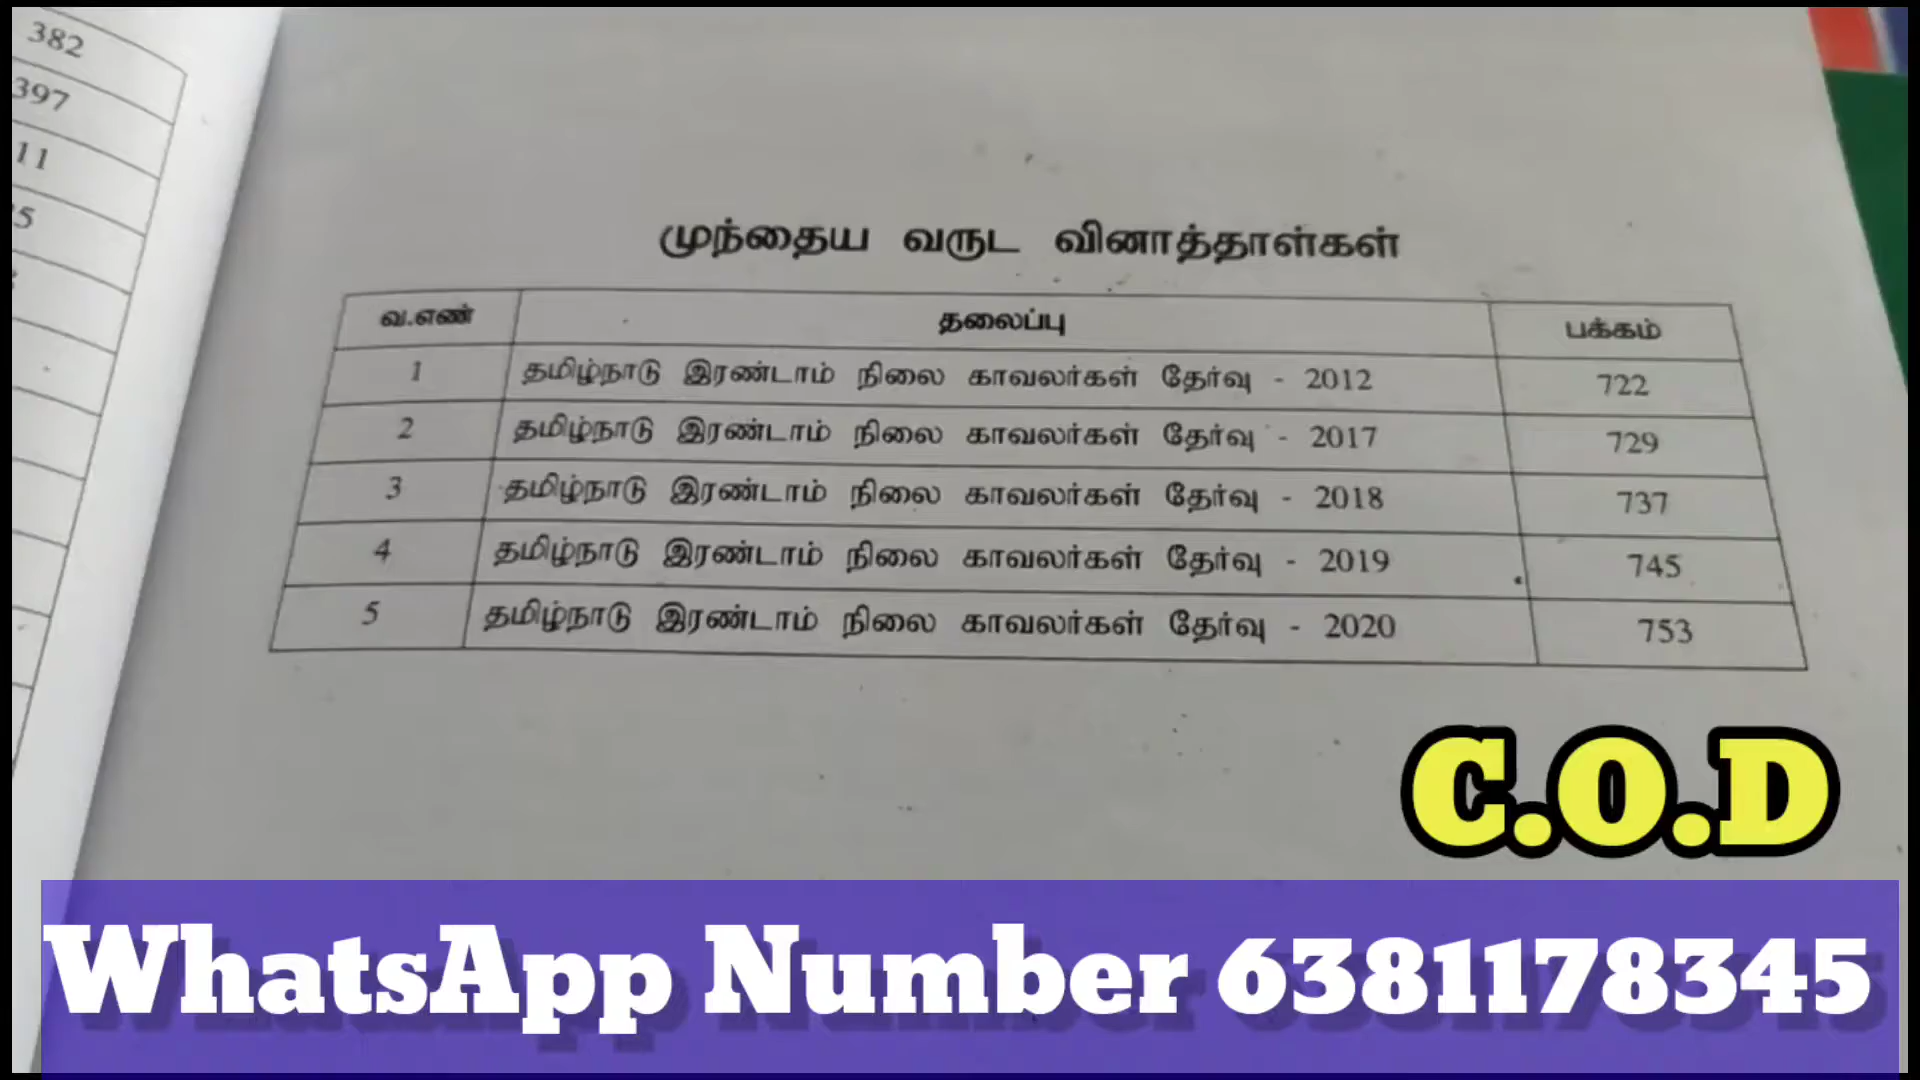 382
397
11
5
முந்தைய வருட வினாத்தாள்கள்
வ.எண் தலைப்பு பக்கம்
1 தமிழ்நாடு இரண்டாம் நிலை காவலர்கள் தேர்வு - 2012 722
2 தமிழ்நாடு இரண்டாம் நிலை காவலர்கள் தேர்வு - 2017 729
3 தமிழ்நாடு இரண்டாம் நிலை காவலர்கள் தேர்வு - 2018 737
4 தமிழ்நாடு இரண்டாம் நிலை காவலர்கள் தேர்வு - 2019 745
5 தமிழ்நாடு இரண்டாம் நிலை காவலர்கள் தேர்வு - 2020 753
C.O.D
WhatsApp Number 6381178345